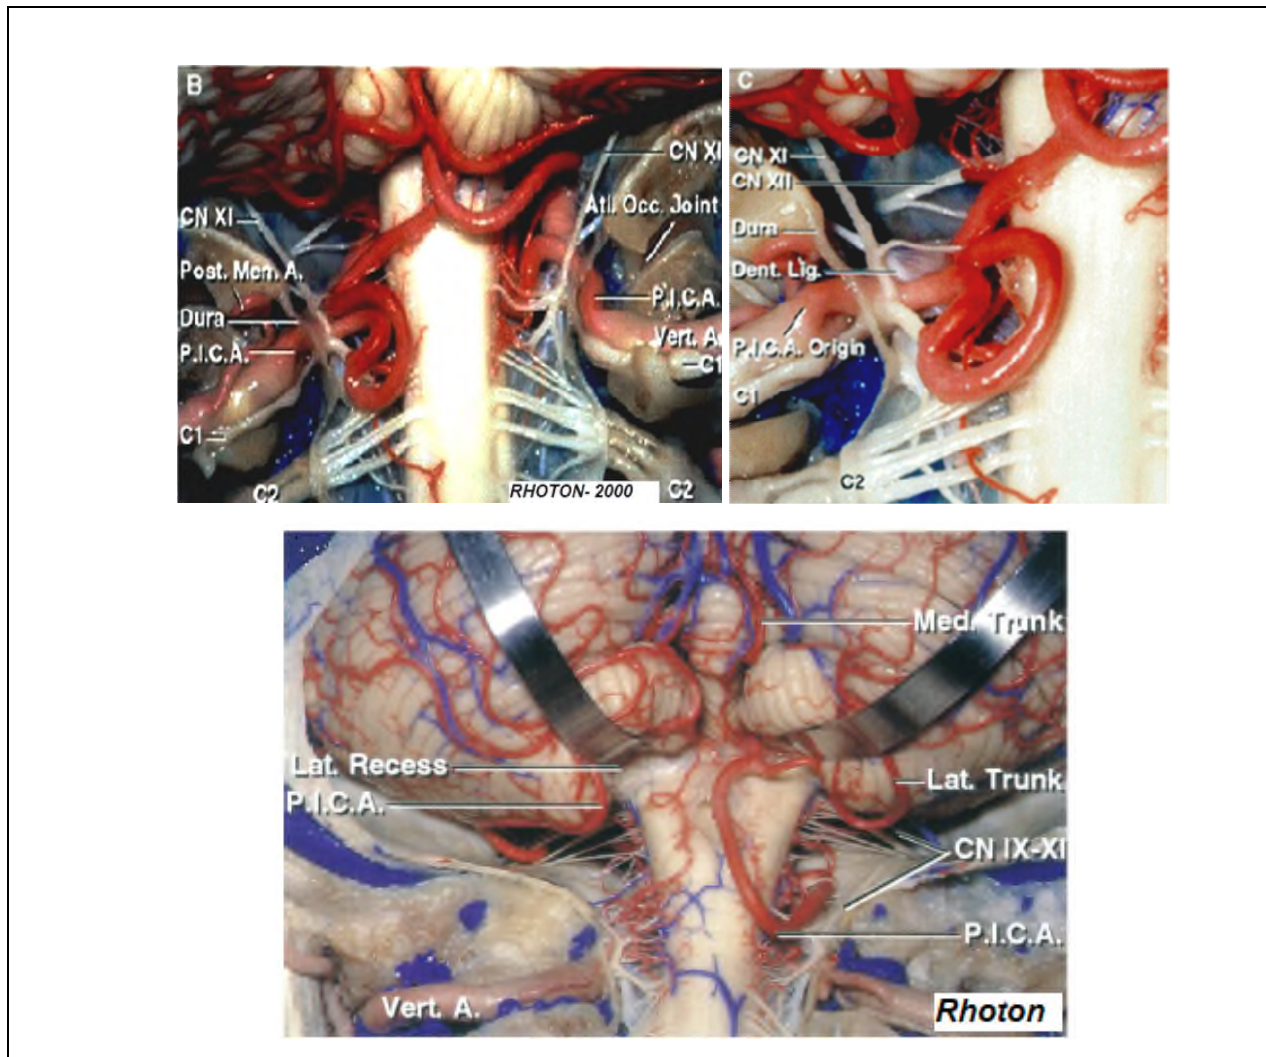 B
CN XI
Atl. Occ. Joint
CN XI
Post. Men. A.
P.I.C.A.
Dura
Vert. A.
P.I.C.A.
C1
C1
C2
RHOTON- 2000
C2
C
CN XI
CN XII
Dura
Dent. Lig.
P.I.C.A. Origin
C1
C2
Med. Trunk
Lat. Recess
Lat. Trunk
P.I.C.A.
CN IX-XI
P.I.C.A.
Vert. A.
Rhoton